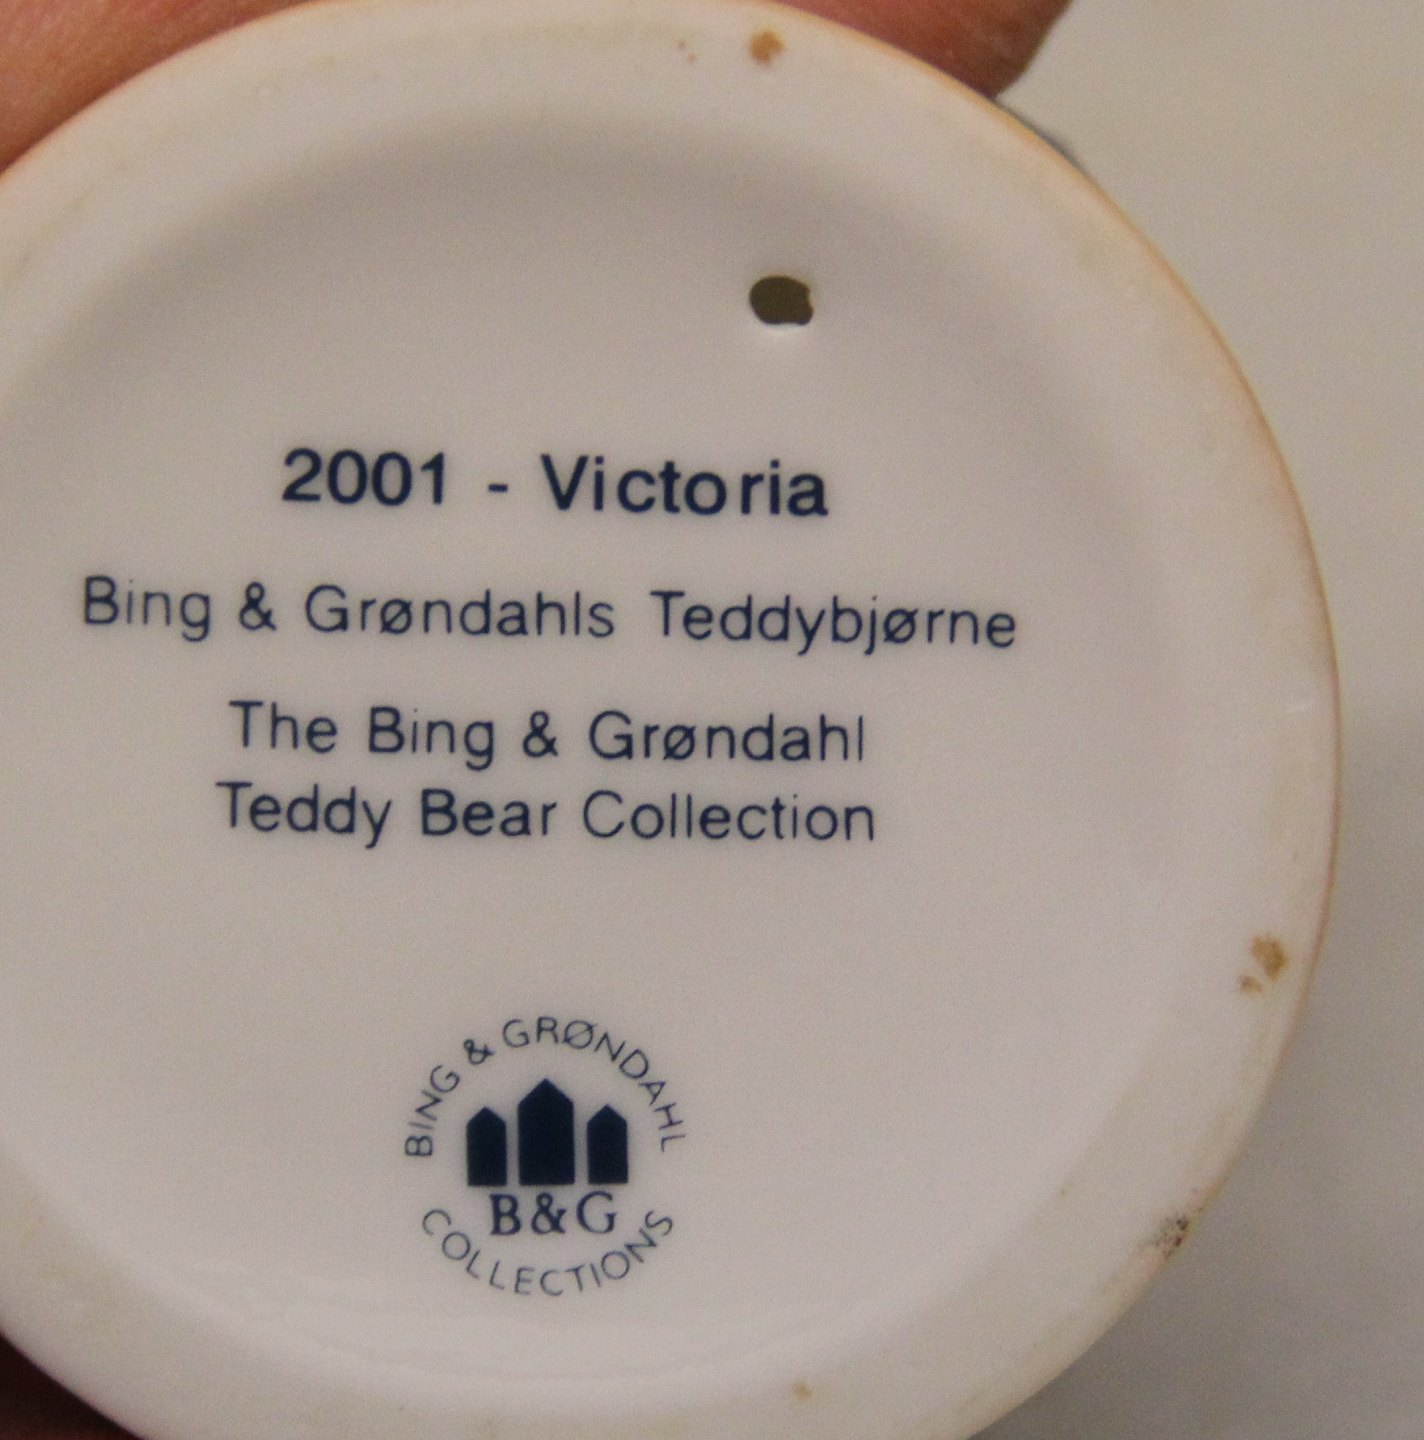 2001 - Victoria
Bing & Grøndahls Teddybjørne
The Bing & Grøndahl
Teddy Bear Collection
BING & GRØNDAHL
B&G
COLLECTIONS